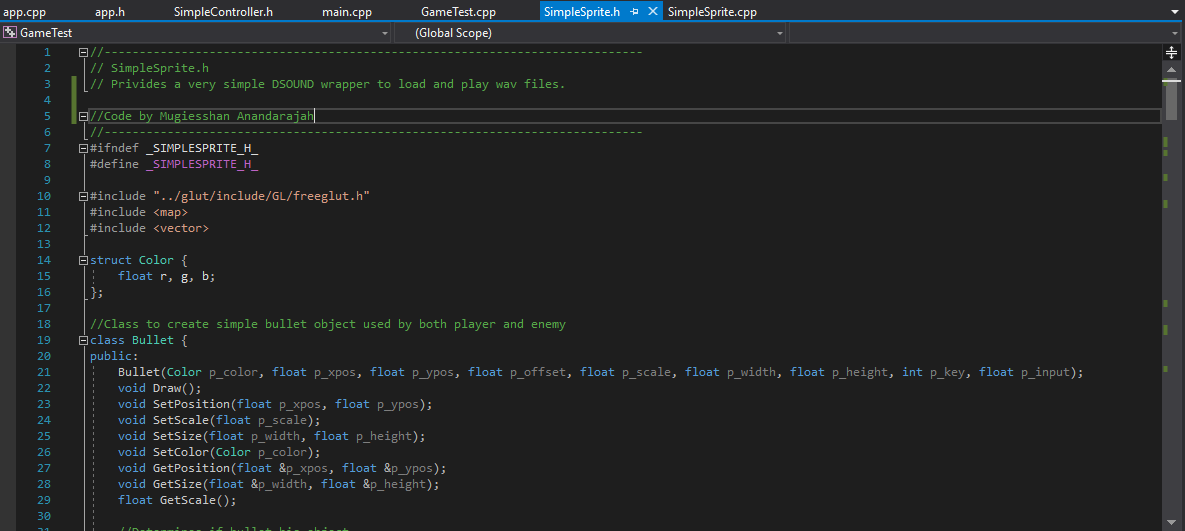 app.cpp app.h SimpleController.h main.cpp GameTest.cpp SimpleSprite.h SimpleSprite.cpp
GameTest (Global Scope)
1 //------------------------------------------------------------------------------
2 // SimpleSprite.h
3 // Privides a very simple DSOUND wrapper to load and play wav files.
4
5 //Code by Mugiesshan Anandarajah
6 //------------------------------------------------------------------------------
7 #ifndef _SIMPLESPRITE_H_
8 #define _SIMPLESPRITE_H_
9
10 #include "../glut/include/GL/freeglut.h"
11 #include <map>
12 #include <vector>
13
14 struct Color {
15 float r, g, b;
16 };
17
18 //Class to create simple bullet object used by both player and enemy
19 class Bullet {
20 public:
21 Bullet(Color p_color, float p_xpos, float p_ypos, float p_offset, float p_scale, float p_width, float p_height, int p_key, float p_input);
22 void Draw();
23 void SetPosition(float p_xpos, float p_ypos);
24 void SetScale(float p_scale);
25 void SetSize(float p_width, float p_height);
26 void SetColor(Color p_color);
27 void GetPosition(float &p_xpos, float &p_ypos);
28 void GetSize(float &p_width, float &p_height);
29 float GetScale();
30